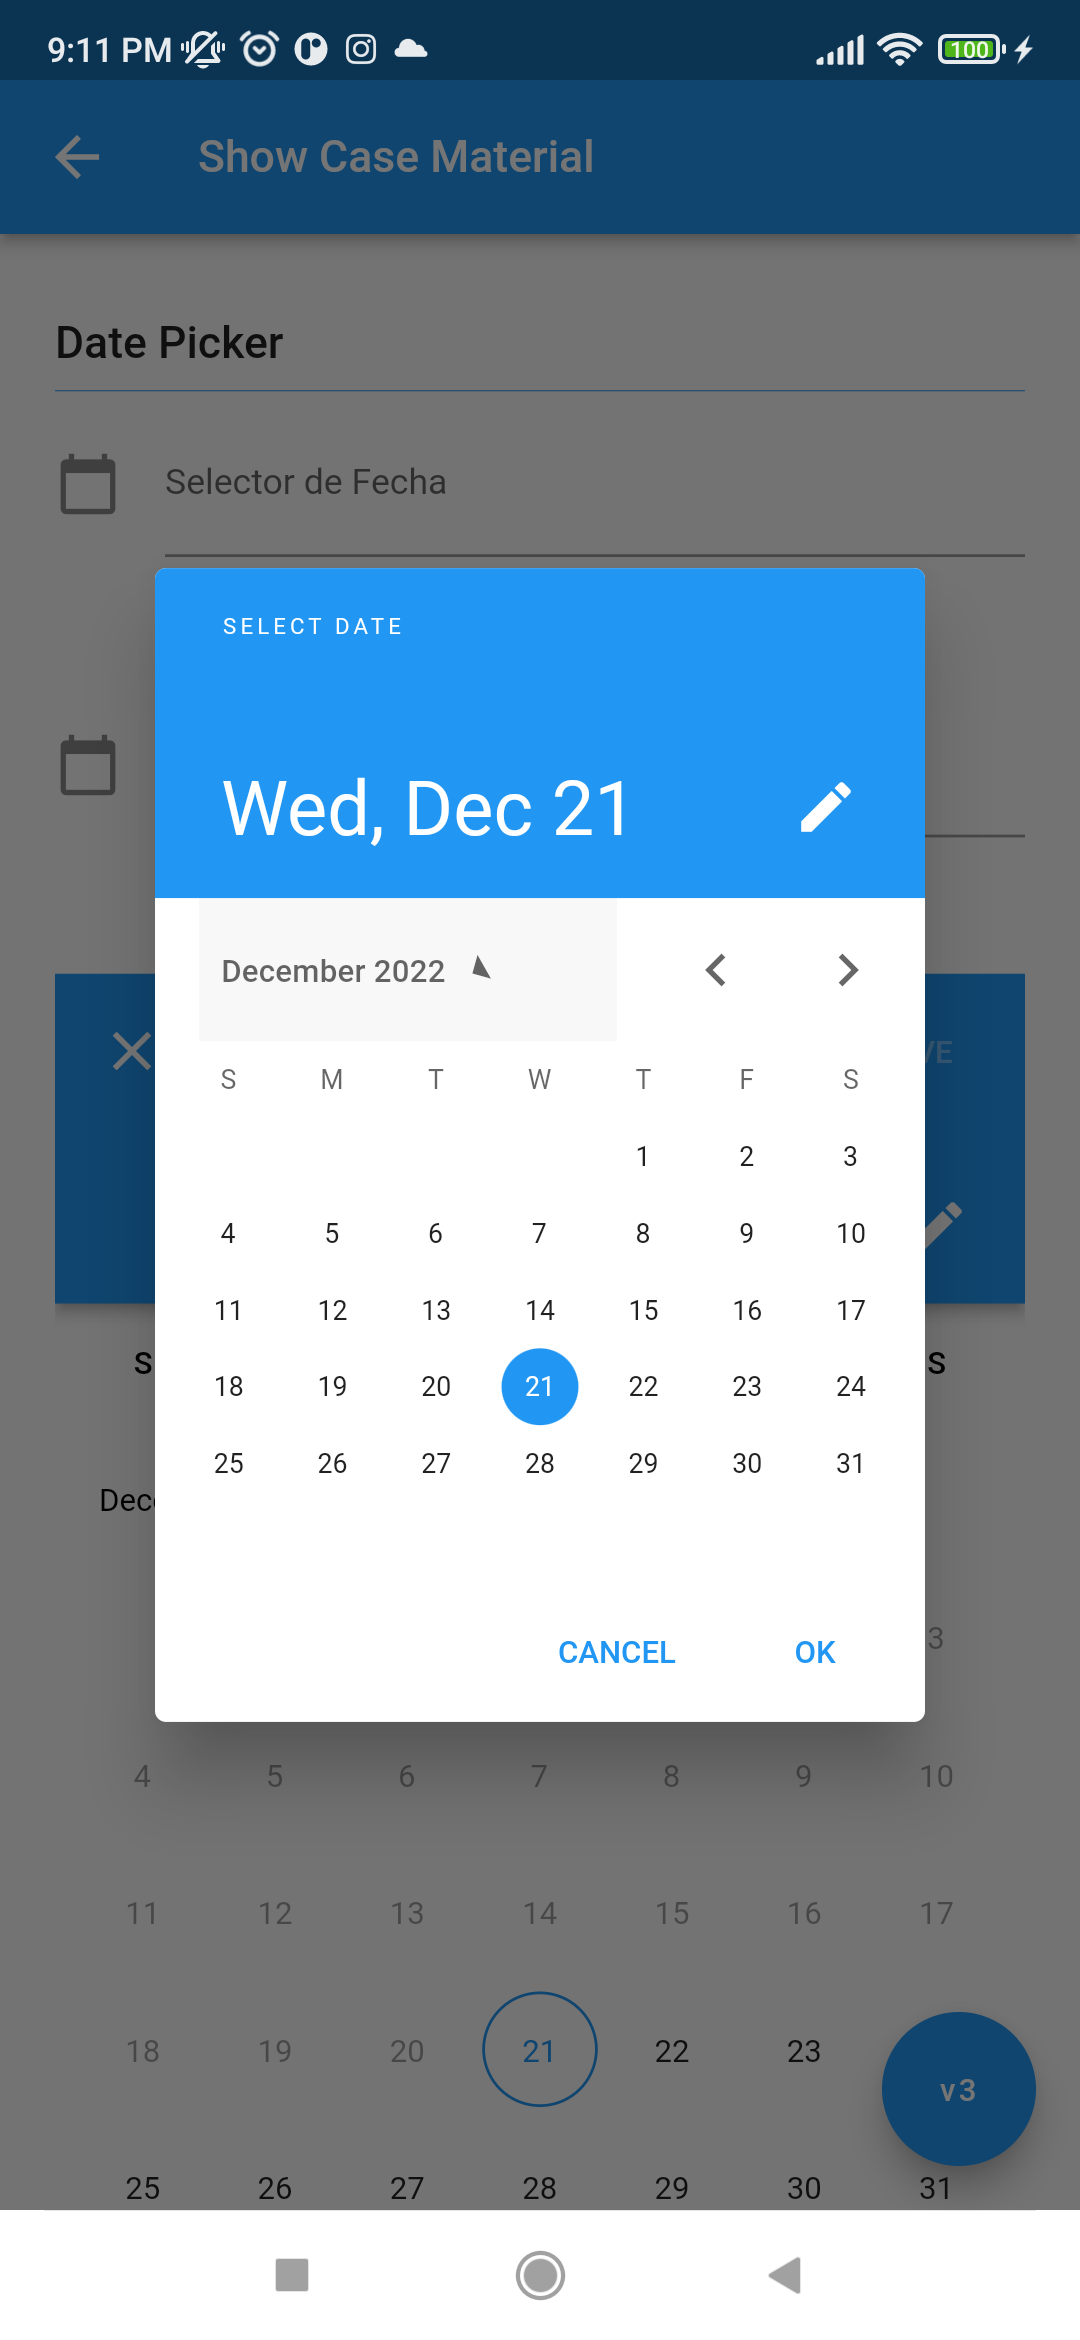 9:11 PM 100
Show Case Material
Date Picker
Selector de Fecha
SELECT DATE
Wed, Dec 21
December 2022
VE
S M T W T F S
1 2 3
4 5 6 7 8 9 10
11 12 13 14 15 16 17
S S
18 19 20 21 22 23 24
25 26 27 28 29 30 31
Dec
CANCEL OK
3
4 5 6 7 8 9 10
11 12 13 14 15 16 17
18 19 20 21 22 23
v3
25 26 27 28 29 30 31